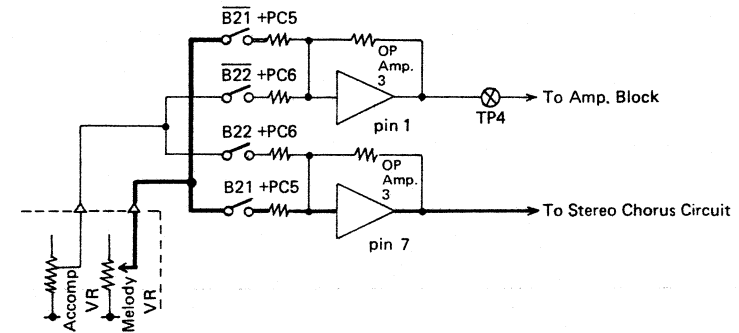 B21 +PC5
OP
Amp.
3
B22 +PC6
pin 1
TP4
To Amp. Block
B22 +PC6
OP
Amp.
3
B21 +PC5
pin 7
To Stereo Chorus Circuit
Accomp
VR
Melody
VR